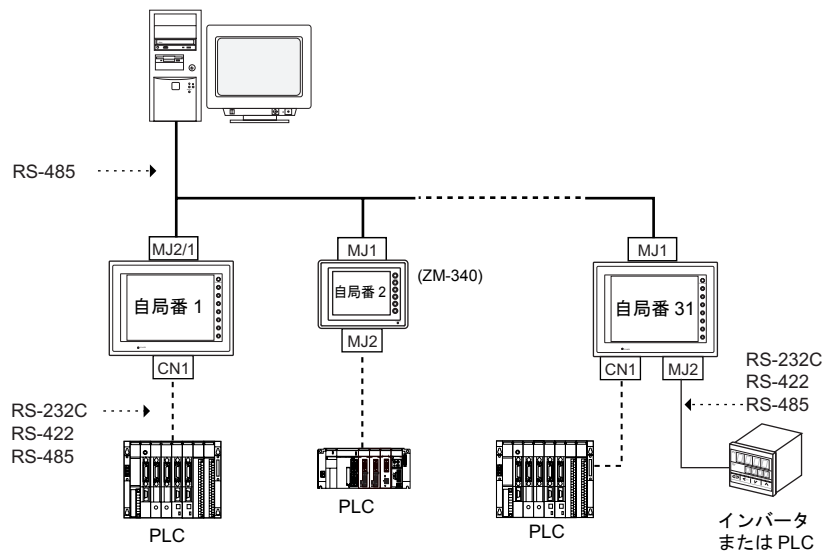 RS-485
MJ2/1
MJ1
MJ1
(ZM-340)
自局番 1
自局番 2
自局番 31
MJ2
CN1
CN1
MJ2
RS-232C
RS-422
RS-485
RS-232C
RS-422
RS-485
PLC
PLC
PLC
インバータ
または PLC